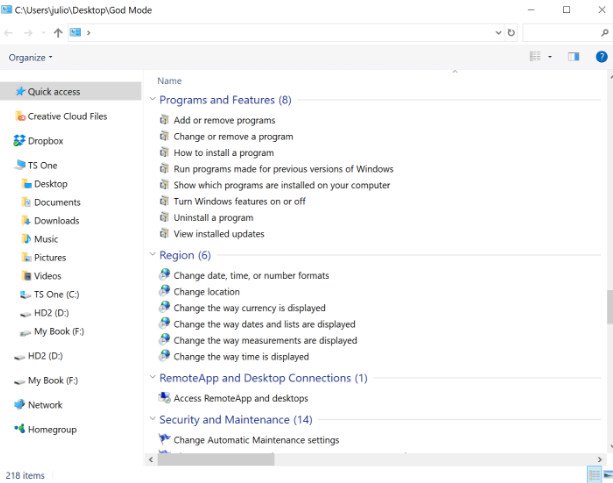 C:\Users\julio\Desktop\God Mode
Organize
Name
Quick access
Creative Cloud Files
Dropbox
TS One
Desktop
Documents
Downloads
Music
Pictures
Videos
TS One (C:)
HD2 (D:)
My Book (F:)
HD2 (D:)
My Book (F:)
Network
Homegroup
Programs and Features (8)
Add or remove programs
Change or remove a program
How to install a program
Run programs made for previous versions of Windows
Show which programs are installed on your computer
Turn Windows features on or off
Uninstall a program
View installed updates
Region (6)
Change date, time, or number formats
Change location
Change the way currency is displayed
Change the way dates and lists are displayed
Change the way measurements are displayed
Change the way time is displayed
RemoteApp and Desktop Connections (1)
Access RemoteApp and desktops
Security and Maintenance (14)
Change Automatic Maintenance settings
218 items